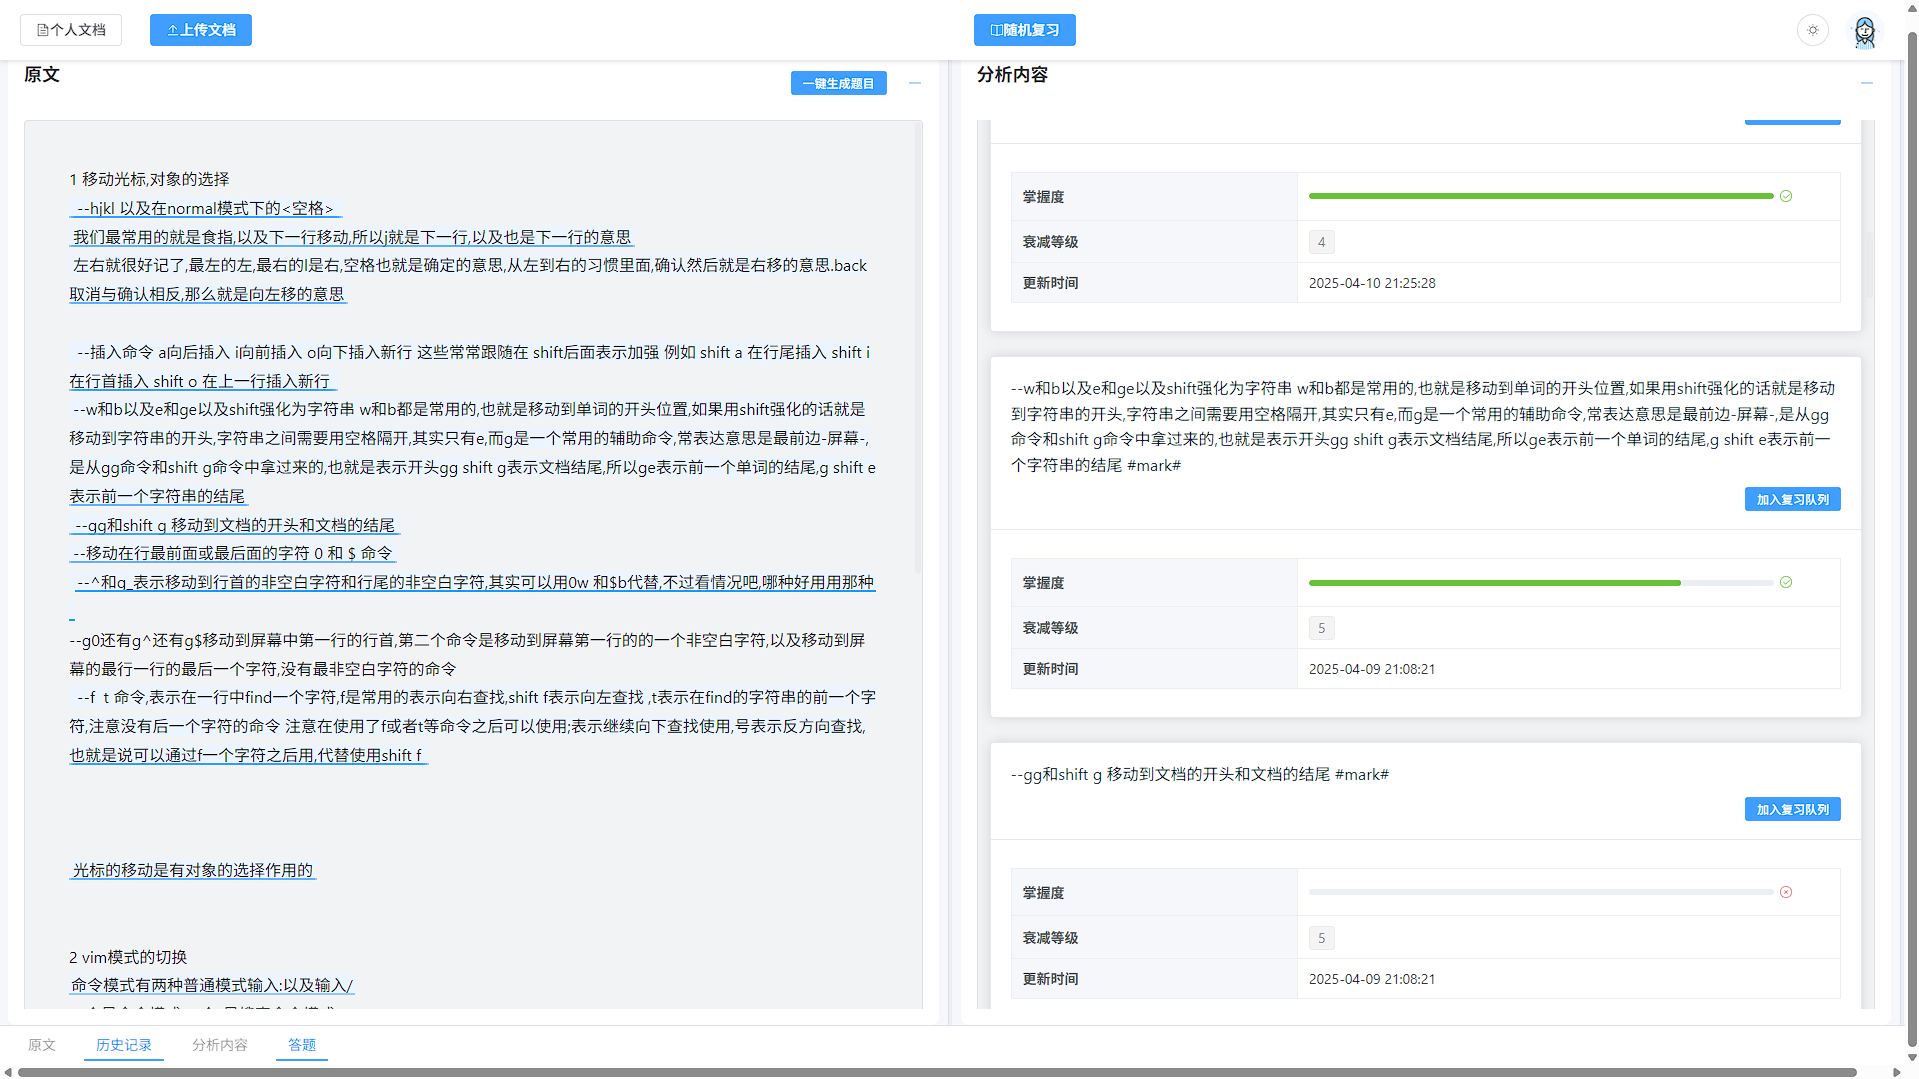 个人文档
上传文档
随机复习
原文
一键生成题目
1 移动光标,对象的选择
--hjkl 以及在normal模式下的<空格>
我们最常用的就是食指,以及下一行移动,所以j就是下一行,以及也是下一行的意思
左右就很好记了,最左的左,最右的l是右,空格也就是确定的意思,从左到右的习惯里面,确认然后就是右移的意思.back
取消与确认相反,那么就是向左移的意思
--插入命令 a向后插入 i向前插入 o向下插入新行 这些常常跟随在 shift后面表示加强 例如 shift a 在行尾插入 shift i
在行首插入 shift o 在上一行插入新行
--w和b以及e和ge以及shift强化为字符串 w和b都是常用的,也就是移动到单词的开头位置,如果用shift强化的话就是
移动到字符串的开头,字符串之间需要用空格隔开,其实只有e,而g是一个常用的辅助命令,常表达意思是最前边-屏幕-,
是从gg命令和shift g命令中拿过来的,也就是表示开头gg shift g表示文档结尾,所以ge表示前一个单词的结尾,g shift e
表示前一个字符串的结尾
--gg和shift g 移动到文档的开头和文档的结尾
--移动在行最前面或最后面的字符 0 和 $ 命令
--^和g_表示移动到行首的非空白字符和行尾的非空白字符,其实可以用0w 和$b代替,不过看情况吧,哪种好用用那种
--g0还有g^还有g$移动到屏幕中第一行的行首,第二个命令是移动到屏幕第一行的的一个非空白字符,以及移动到屏
幕的最行一行的最后一个字符,没有最非空白字符的命令
--f t 命令,表示在一行中find一个字符,f是常用的表示向右查找,shift f表示向左查找 ,t表示在find的字符串的前一个字
符,注意没有后一个字符的命令 注意在使用了f或者t等命令之后可以使用;表示继续向下查找使用,号表示反方向查找,
也就是说可以通过f一个字符之后用,代替使用shift f
光标的移动是有对象的选择作用的
2 vim模式的切换
命令模式有两种普通模式输入:以及输入/
分析内容
掌握度
衰减等级
4
更新时间
2025-04-10 21:25:28
--w和b以及e和ge以及shift强化为字符串 w和b都是常用的,也就是移动到单词的开头位置,如果用shift强化的话就是移动
到字符串的开头,字符串之间需要用空格隔开,其实只有e,而g是一个常用的辅助命令,常表达意思是最前边-屏幕-,是从gg
命令和shift g命令中拿过来的,也就是表示开头gg shift g表示文档结尾,所以ge表示前一个单词的结尾,g shift e表示前一
个字符串的结尾 #mark#
加入复习队列
掌握度
衰减等级
5
更新时间
2025-04-09 21:08:21
--gg和shift g 移动到文档的开头和文档的结尾 #mark#
加入复习队列
掌握度
衰减等级
5
更新时间
2025-04-09 21:08:21
原文
历史记录
分析内容
答题